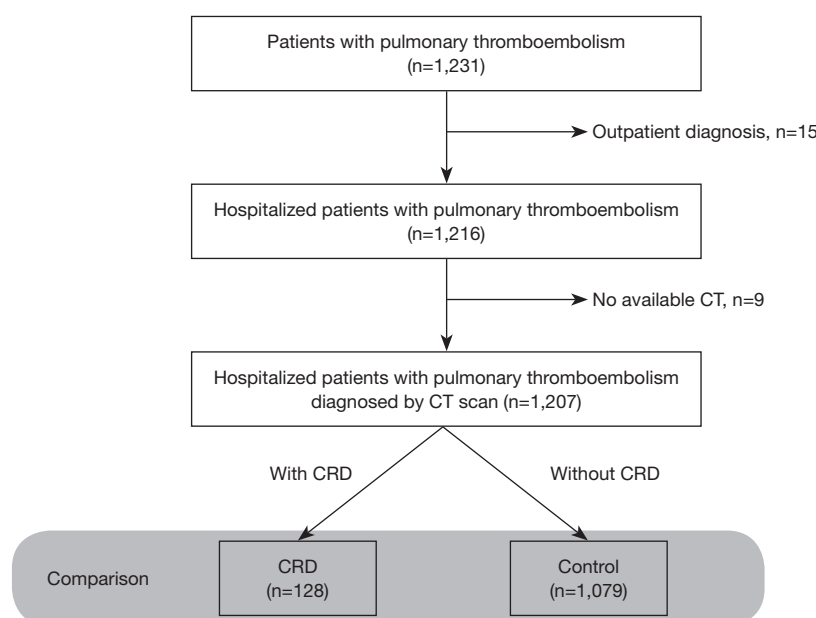 Patients with pulmonary thromboembolism
(n=1,231)
Outpatient diagnosis, n=15
Hospitalized patients with pulmonary thromboembolism
(n=1,216)
No available CT, n=9
Hospitalized patients with pulmonary thromboembolism
diagnosed by CT scan (n=1,207)
With CRD
Without CRD
Comparison
CRD
(n=128)
Control
(n=1,079)